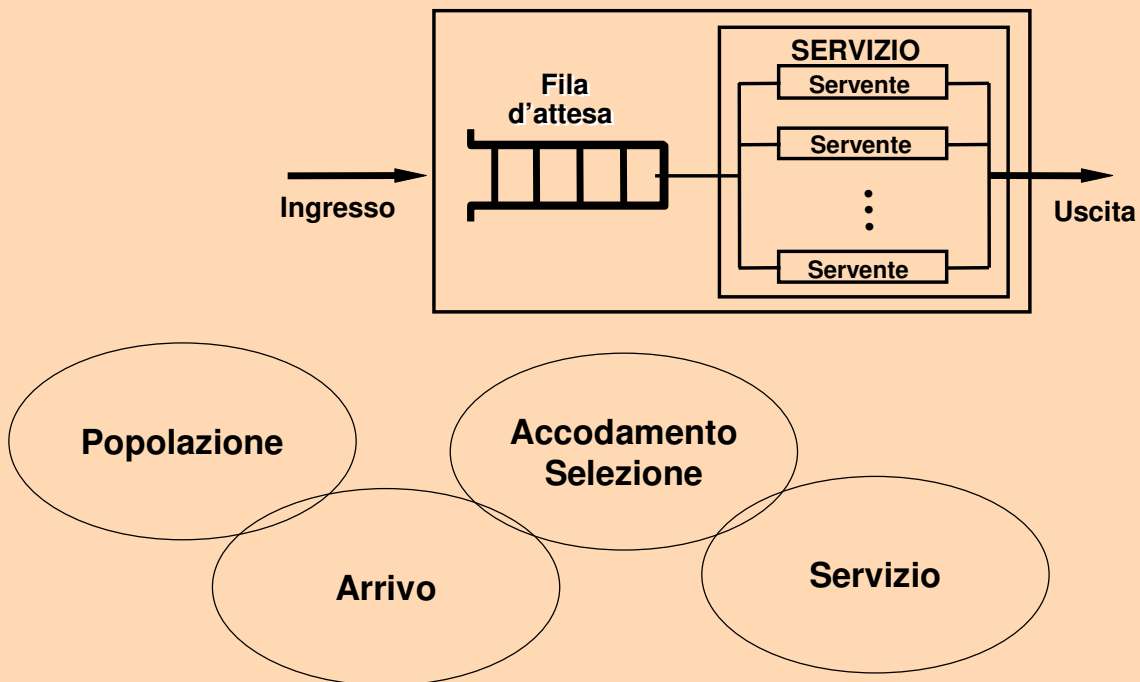 SERVIZIO
Fila
d'attesa
Servente
Servente
Servente
Ingresso
Uscita
Popolazione
Accodamento
Selezione
Arrivo
Servizio